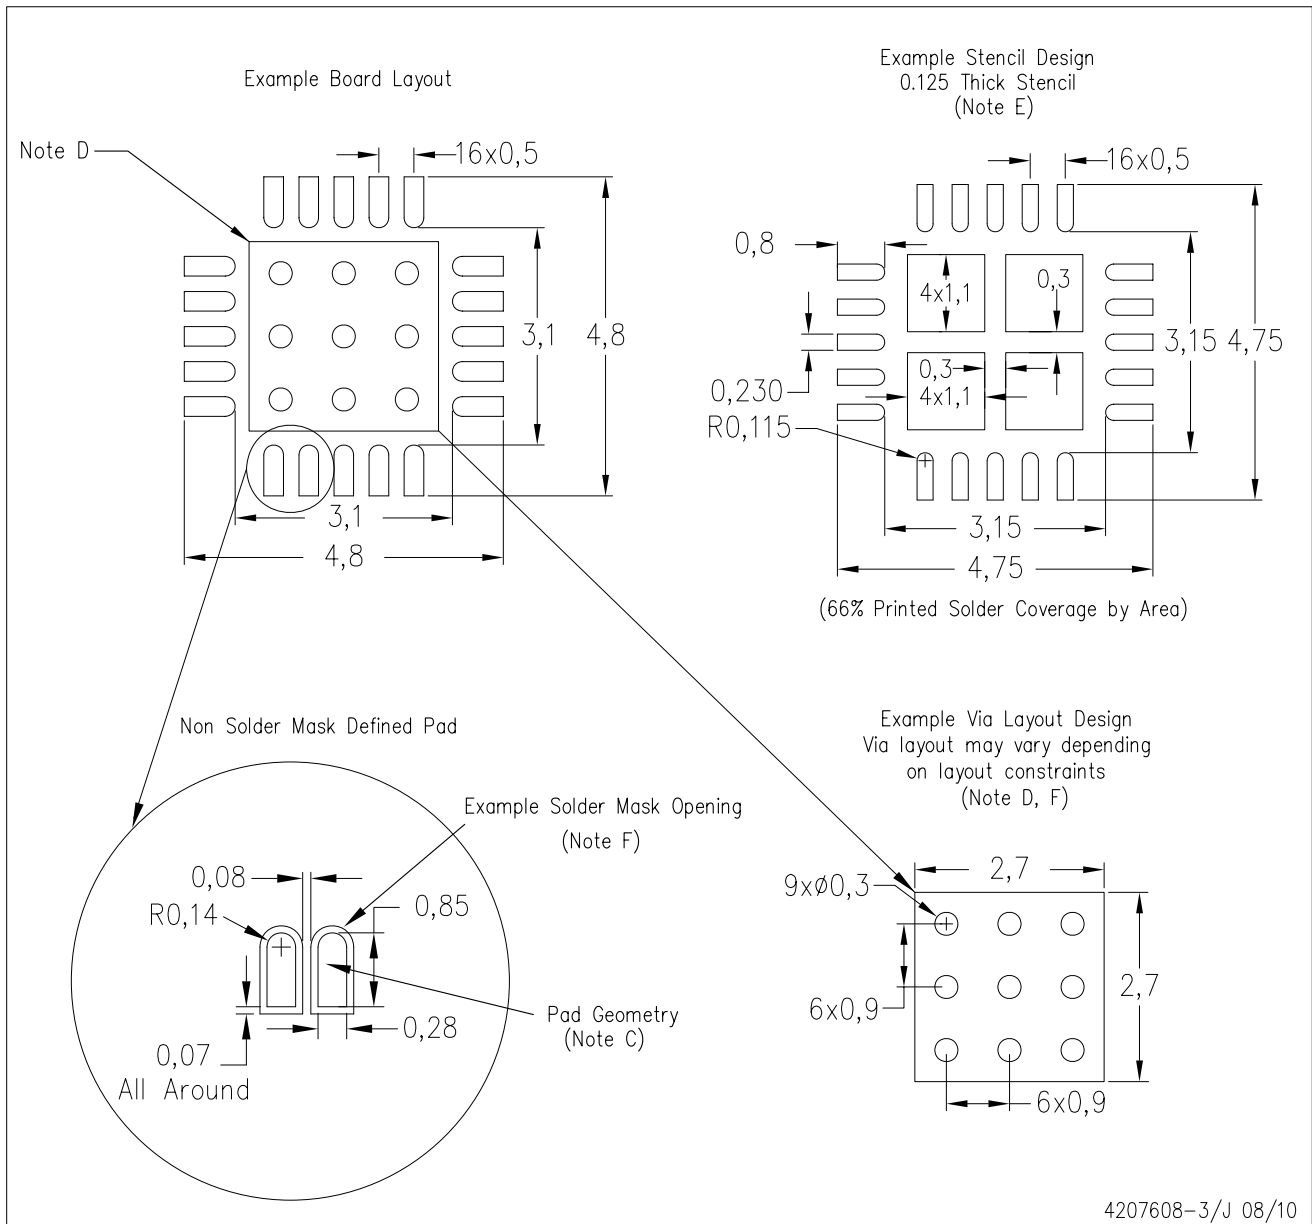 Example Board Layout
Note D
16x0,5
3,1
4,8
3,1
4,8
Example Stencil Design
0.125 Thick Stencil
(Note E)
16x0,5
0,8
4x1,1
0,3
3,15
4,75
0,3
4x1,1
0,230
R0,115
3,15
4,75
(66% Printed Solder Coverage by Area)
Non Solder Mask Defined Pad
Example Solder Mask Opening
(Note F)
0,08
R0,14
0,85
Pad Geometry
(Note C)
0,28
0,07
All Around
Example Via Layout Design
Via layout may vary depending
on layout constraints
(Note D, F)
2,7
9xø0,3
6x0,9
2,7
6x0,9
4207608-3/J 08/10